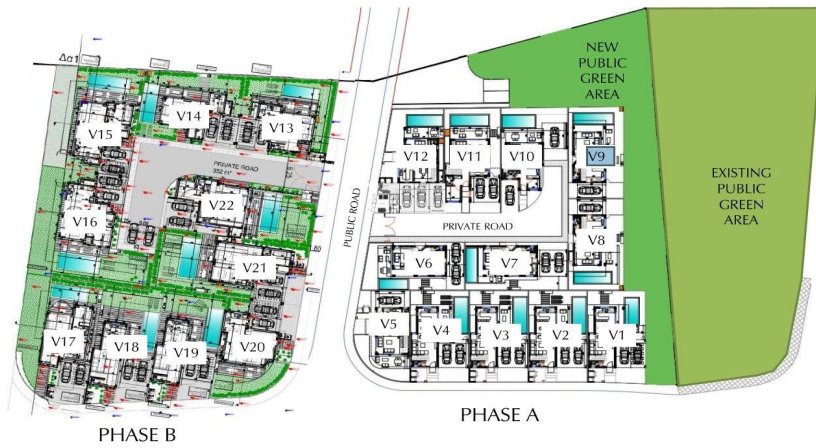 Δα 1
NEW
PUBLIC
GREEN
AREA
V15
V14
V13
V12
V11
V10
V9
PRIVATE ROAD
352 m²
EXISTING
PUBLIC
GREEN
AREA
V16
V22
PUBLIC ROAD
PRIVATE ROAD
V8
V21
V6
V7
V17
V18
V19
V20
V5
V4
V3
V2
V1
PHASE A
PHASE B